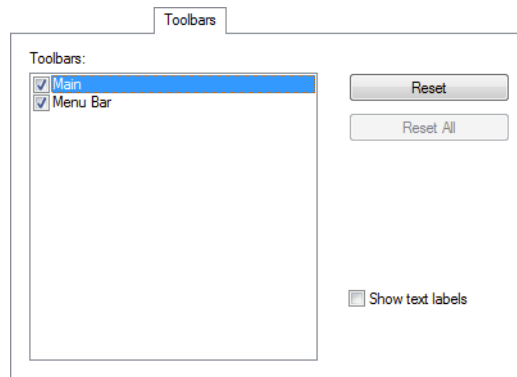 Toolbars
Toolbars:
Main
Menu Bar
Reset
Reset All
Show text labels